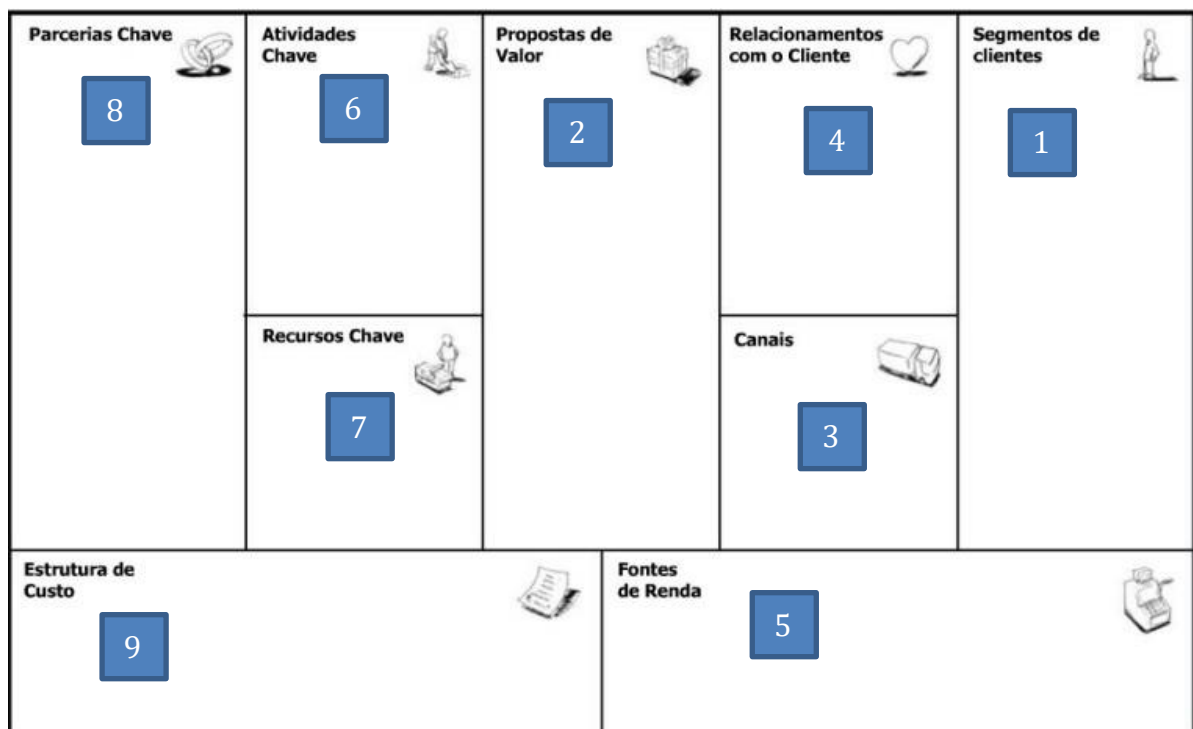 Parcerias Chave
8
Atividades
Chave
6
Propostas de
Valor
2
Relacionamentos
com o Cliente
4
Segmentos de
clientes
1
Recursos Chave
7
Canais
3
Estrutura de
Custo
9
Fontes
de Renda
5